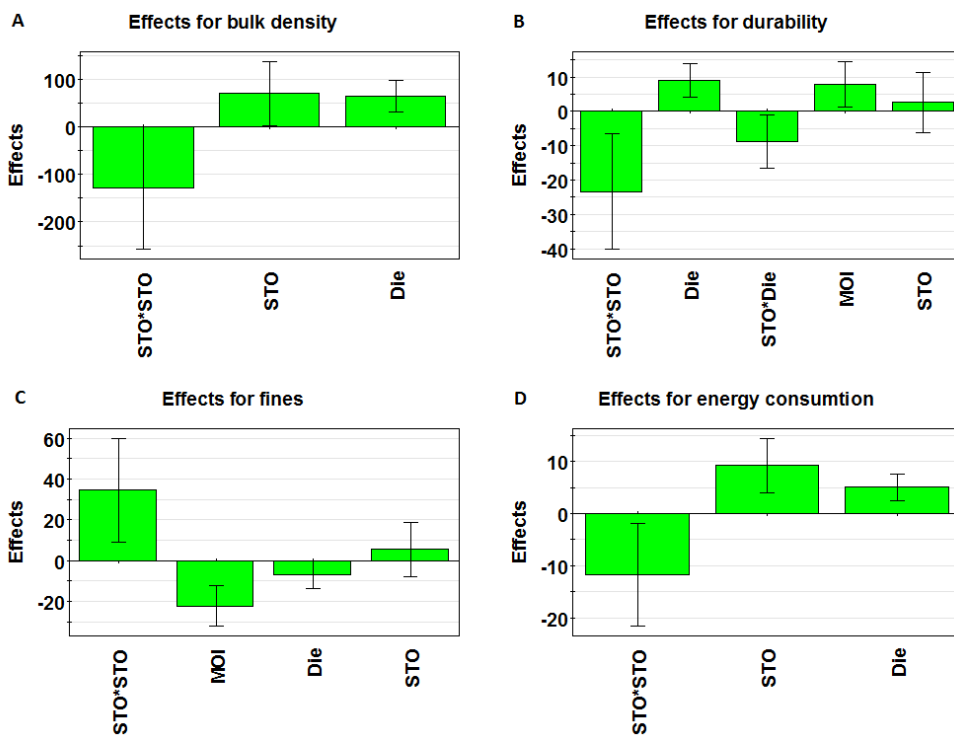 A
Effects for bulk density
Effects
100
0
-100
-200
STO*STO
STO
Die
B
Effects for durability
Effects
10
0
-10
-20
-30
-40
STO*STO
Die
STO*Die
MOI
STO
C
Effects for fines
Effects
60
40
20
0
-20
STO*STO
MOI
Die
STO
D
Effects for energy consumtion
Effects
10
0
-10
-20
STO*STO
STO
Die